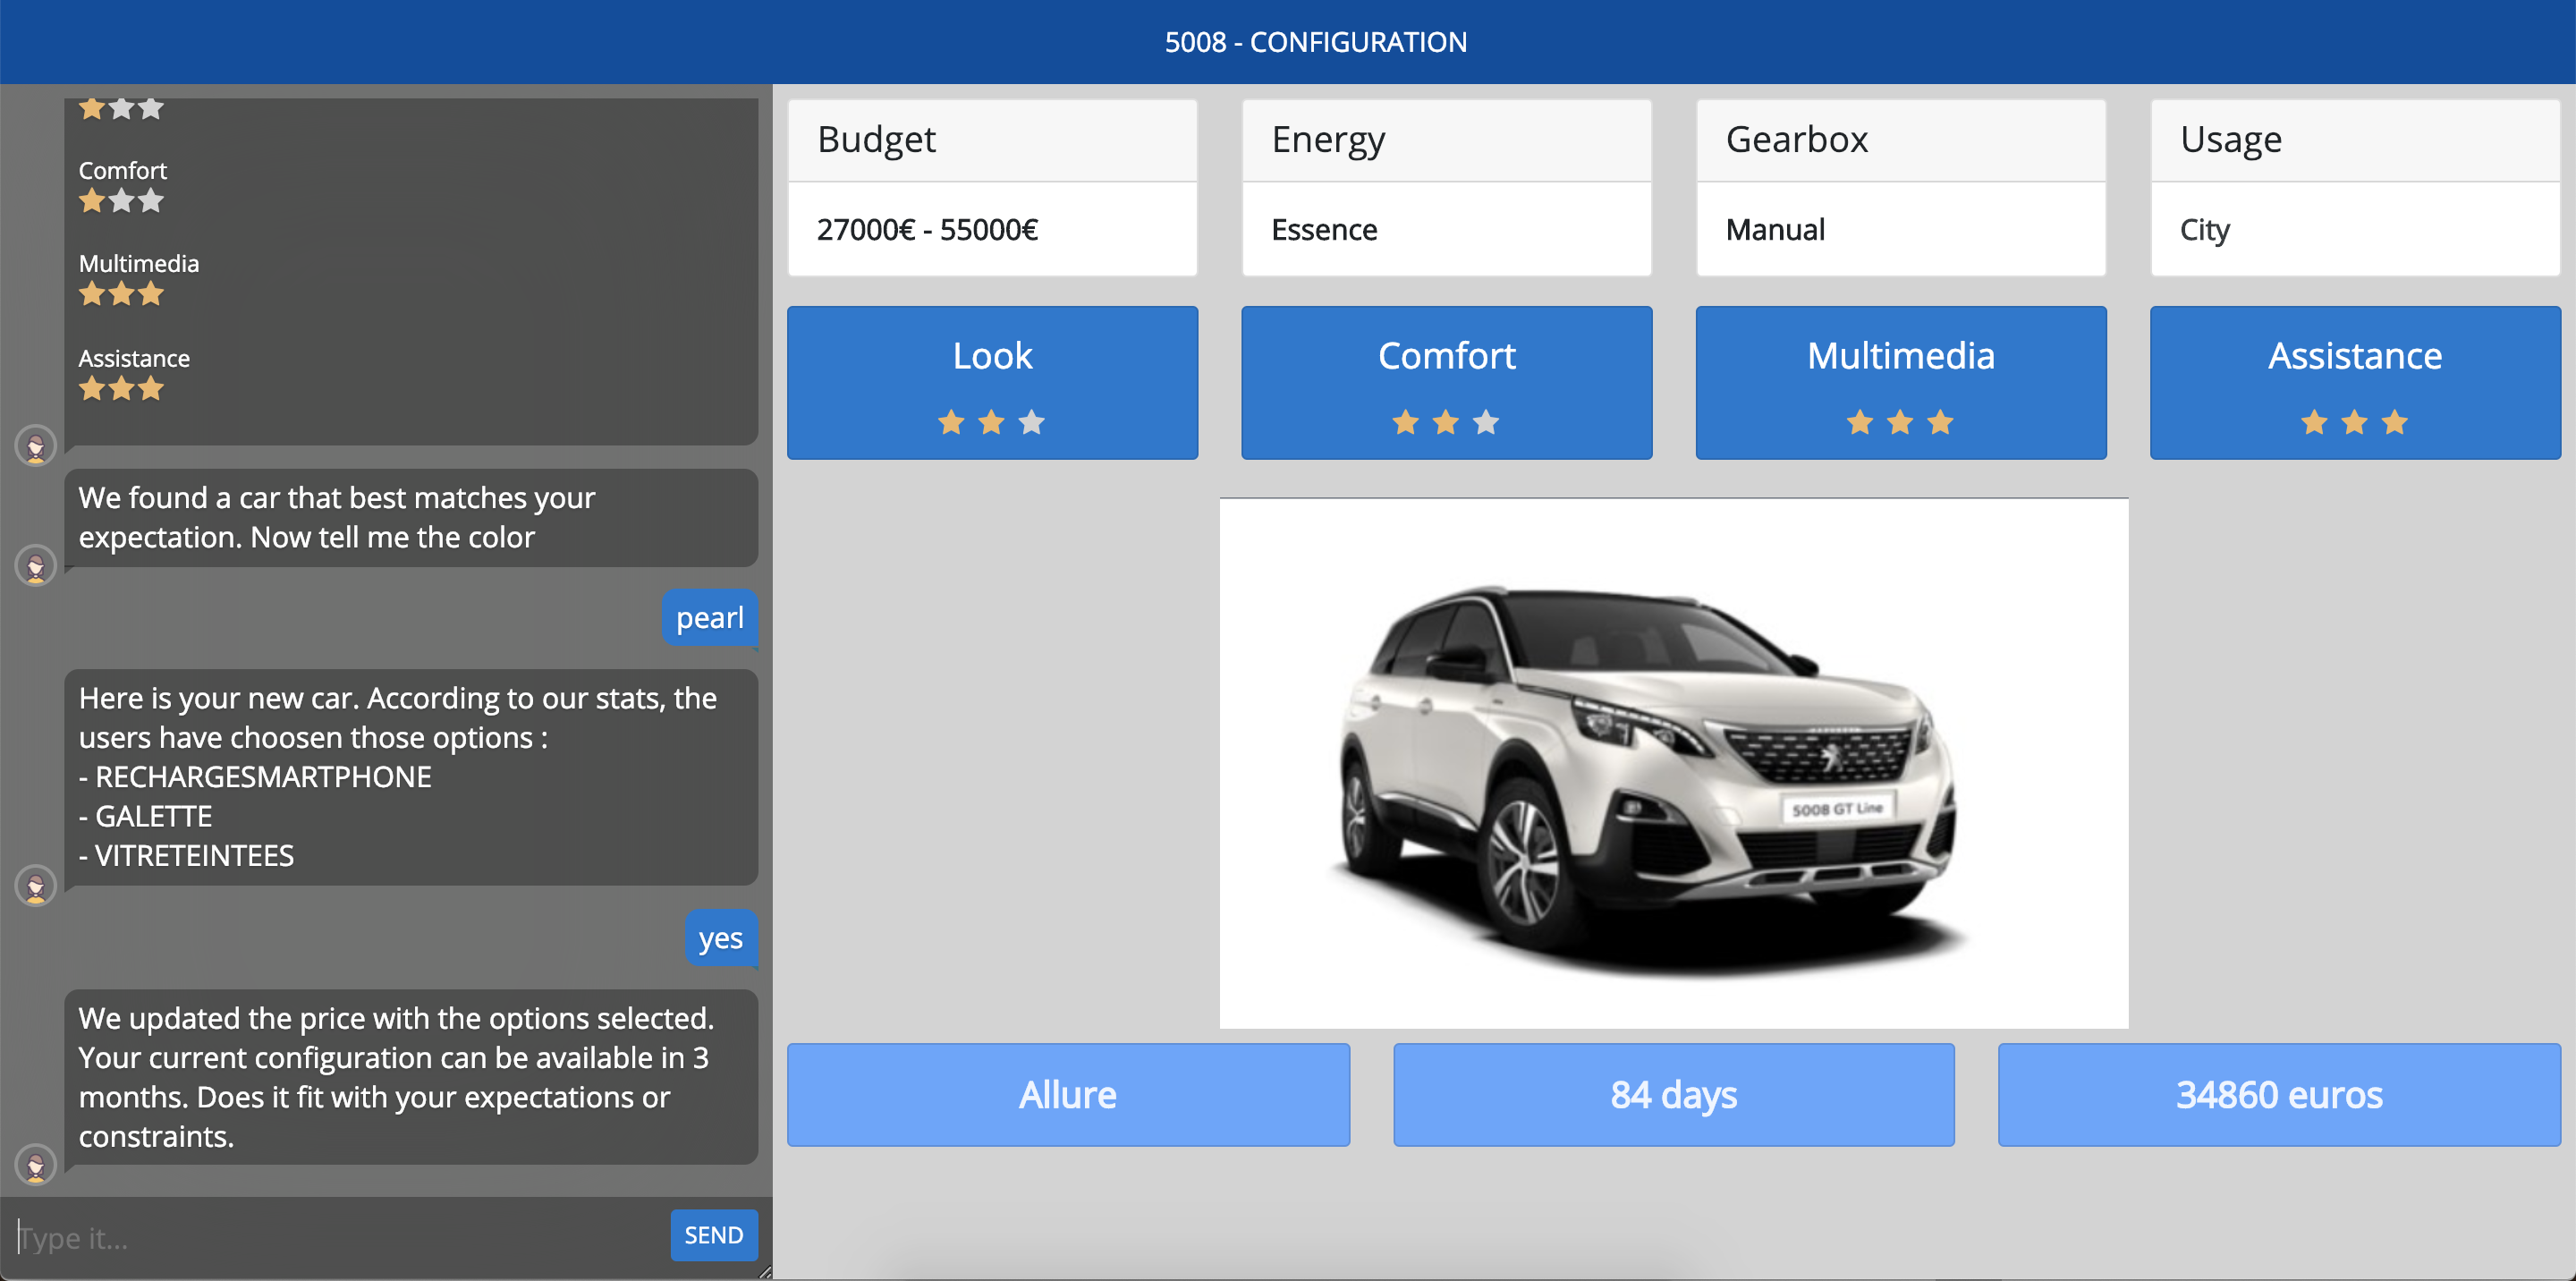 5008 - CONFIGURATION
Comfort
Multimedia
Assistance
We found a car that best matches your
expectation. Now tell me the color
pearl
Here is your new car. According to our stats, the
users have choosen those options :
- RECHARGESMARTPHONE
- GALETTE
- VITRETEINTEES
yes
We updated the price with the options selected.
Your current configuration can be available in 3
months. Does it fit with your expectations or
constraints.
Type it...
SEND
Budget
27000€ - 55000€
Energy
Essence
Gearbox
Manual
Usage
City
Look
Comfort
Multimedia
Assistance
5008 GT Line
Allure
84 days
34860 euros